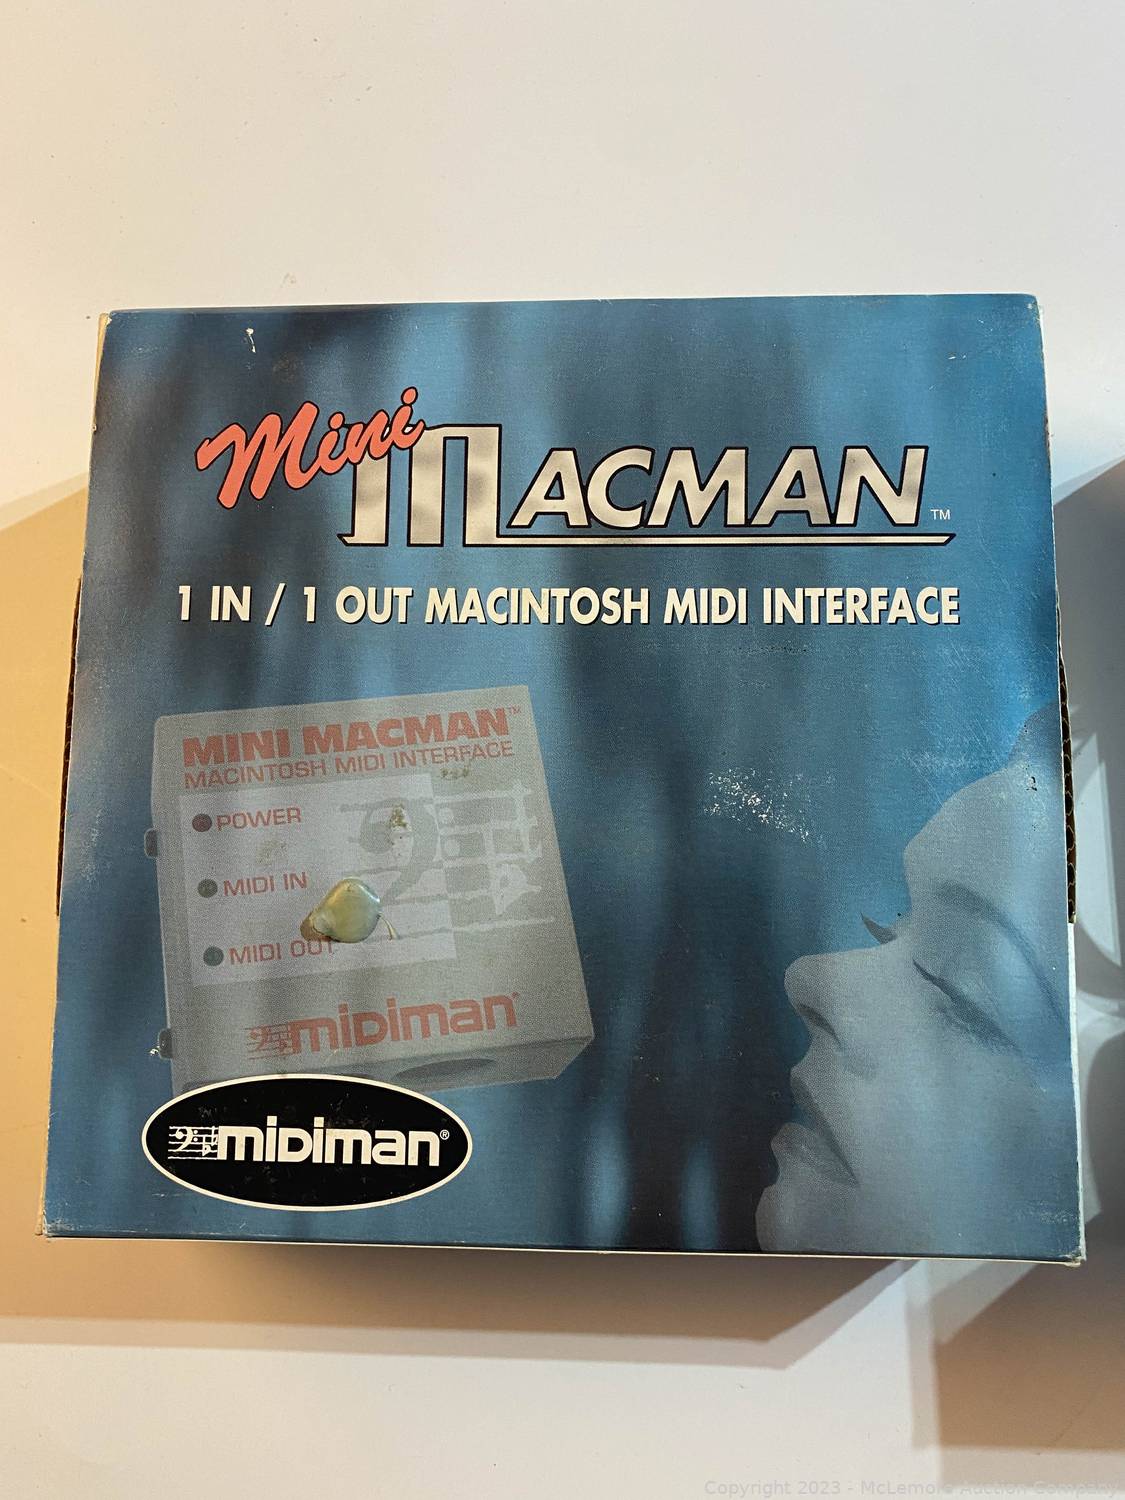 Mini MACMAN™
1 IN / 1 OUT MACINTOSH MIDI INTERFACE
MINI MACMAN™
MACINTOSH MIDI INTERFACE
POWER
MIDI IN
MIDI OUT
miDiman®
miDiman®
Copyright 2023 - McLemore Auction Company